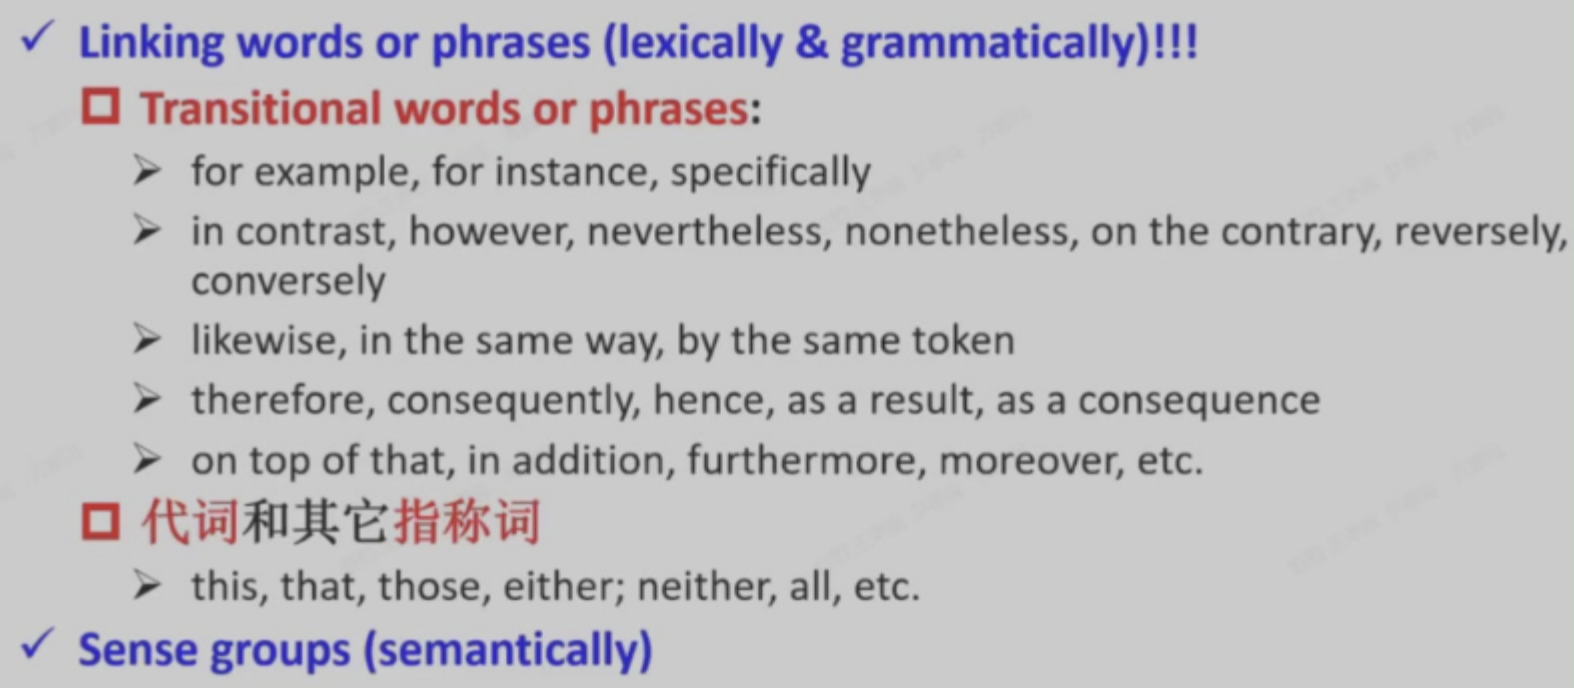 ✓ Linking words or phrases (lexically & grammatically)!!!
Transitional words or phrases:
➢ for example, for instance, specifically
➢ in contrast, however, nevertheless, nonetheless, on the contrary, reversely,
conversely
➢ likewise, in the same way, by the same token
➢ therefore, consequently, hence, as a result, as a consequence
➢ on top of that, in addition, furthermore, moreover, etc.
代词和其它指称词
➢ this, that, those, either; neither, all, etc.
✓ Sense groups (semantically)